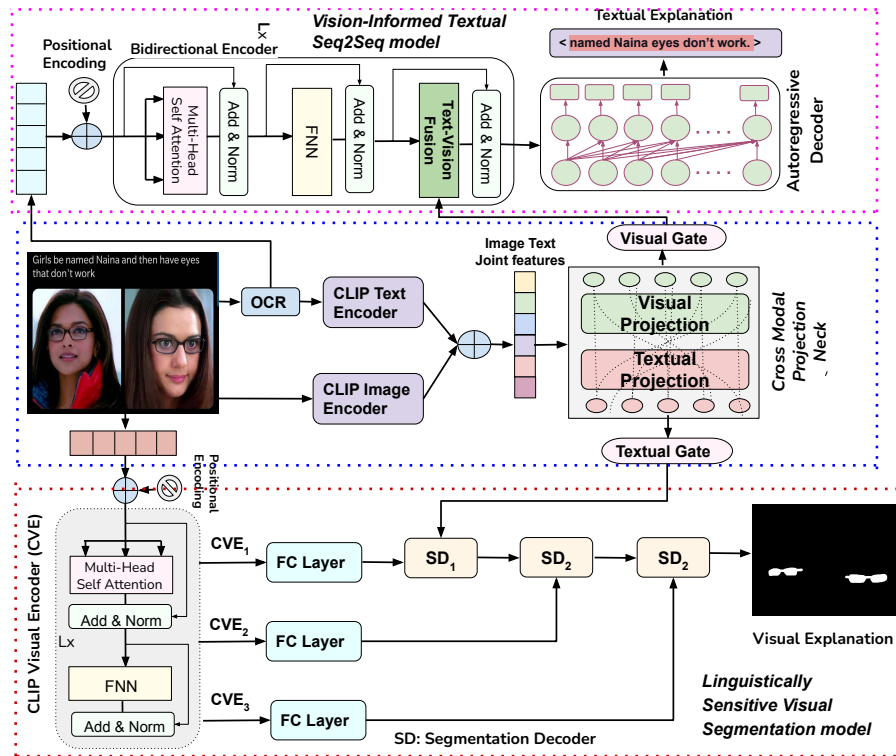 Vision-Informed Textual
Seq2Seq model
Textual Explanation
< named Naina eyes don't work. >
Positional
Encoding
Bidirectional Encoder
Lx
Multi-Head
Self Attention
Add & Norm
FNN
Add & Norm
Text-Vision
Fusion
Add & Norm
Autoregressive
Decoder
Girls be named Naina and then have eyes
that don't work
OCR
CLIP Text
Encoder
CLIP Image
Encoder
Image Text
Joint features
Visual Gate
Visual
Projection
Textual
Projection
Textual Gate
Cross Modal
Projection
Neck
Positional
Encoding
CLIP Visual Encoder (CVE)
Multi-Head
Self Attention
Add & Norm
Lx
FNN
Add & Norm
CVE1
FC Layer
SD1
SD2
SD2
CVE2
FC Layer
CVE3
FC Layer
SD: Segmentation Decoder
Visual Explanation
Linguistically
Sensitive Visual
Segmentation model